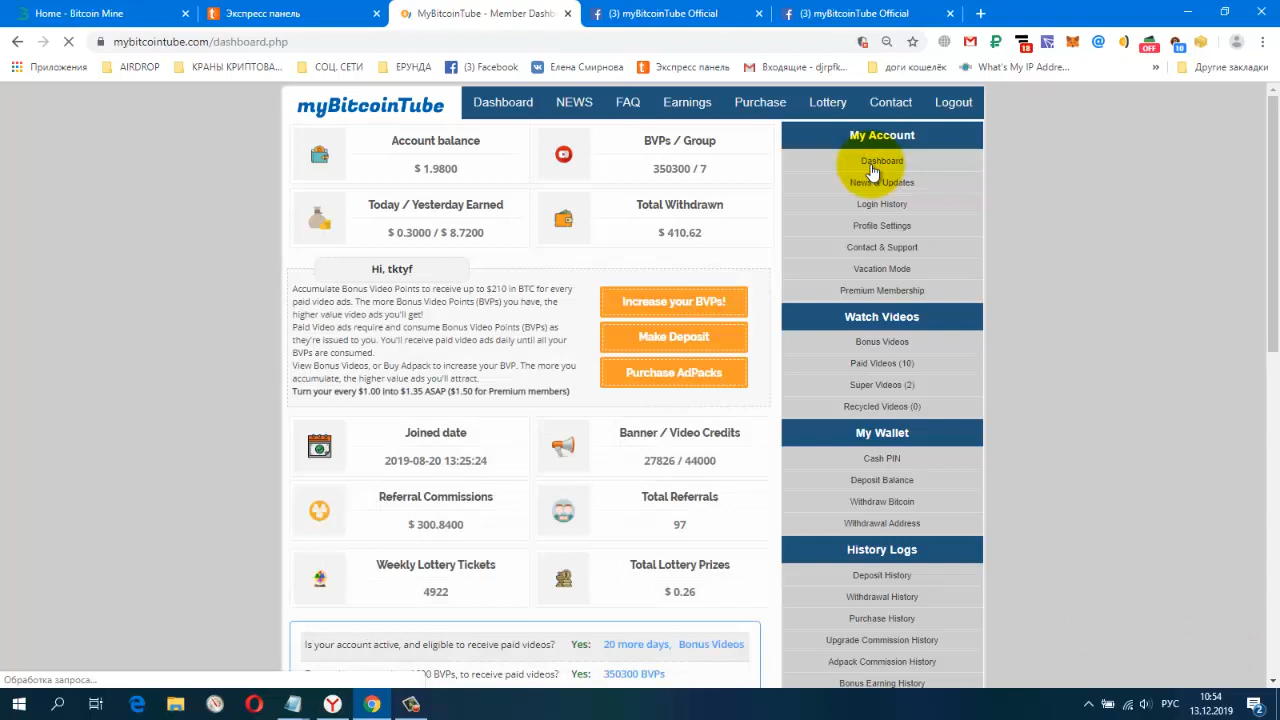 Home - Bitcoin Mine
Экспресс панель
MyBitcoinTube - Member Dashb
(3) myBitcoinTube Official
(3) myBitcoinTube Official
mybitcointube.com/dashboard.php
18
OFF
10
Приложения
AIRDROP
КРАНЫ КРИПТОВА...
СОЦ. СЕТИ
ЕРУНДА
(3) Facebook
Елена Смирнова
Экспресс панель
Входящие - djrpfk...
доги кошелёк
What's My IP Addre...
»
Другие закладки
myBitcoinTube
Dashboard
NEWS
FAQ
Earnings
Purchase
Lottery
Contact
Logout
Account balance
$ 1.9800
BVPs / Group
350300 / 7
Today / Yesterday Earned
$ 0.3000 / $ 8.7200
Total Withdrawn
$ 410.62
Hi, tktyf
Accumulate Bonus Video Points to receive up to $210 in BTC for every
paid video ads. The more Bonus Video Points (BVPs) you have, the
higher value video ads you'll get!
Paid Video ads require and consume Bonus Video Points (BVPs) as
they're issued to you. You'll receive paid video ads daily until all your
BVPs are consumed.
View Bonus Videos, or Buy Adpack to increase your BVP. The more you
accumulate, the higher value ads you'll attract.
Turn your every $1.00 into $1.35 ASAP ($1.50 for Premium members)
Increase your BVPs!
Make Deposit
Purchase AdPacks
Joined date
2019-08-20 13:25:24
Banner / Video Credits
27826 / 44000
Referral Commissions
$ 300.8400
Total Referrals
97
Weekly Lottery Tickets
4922
Total Lottery Prizes
$ 0.26
Is your account active, and eligible to receive paid videos? Yes: 20 more days, Bonus Videos
00 BVPs, to receive paid videos? Yes: 350300 BVPs
My Account
Dashboard
News & Updates
Login History
Profile Settings
Contact & Support
Vacation Mode
Premium Membership
Watch Videos
Bonus Videos
Paid Videos (10)
Super Videos (2)
Recycled Videos (0)
My Wallet
Cash PIN
Deposit Balance
Withdraw Bitcoin
Withdrawal Address
History Logs
Deposit History
Withdrawal History
Purchase History
Upgrade Commission History
Adpack Commission History
Bonus Earning History
Обработка запроса...
РУС
10:54
13.12.2019
2